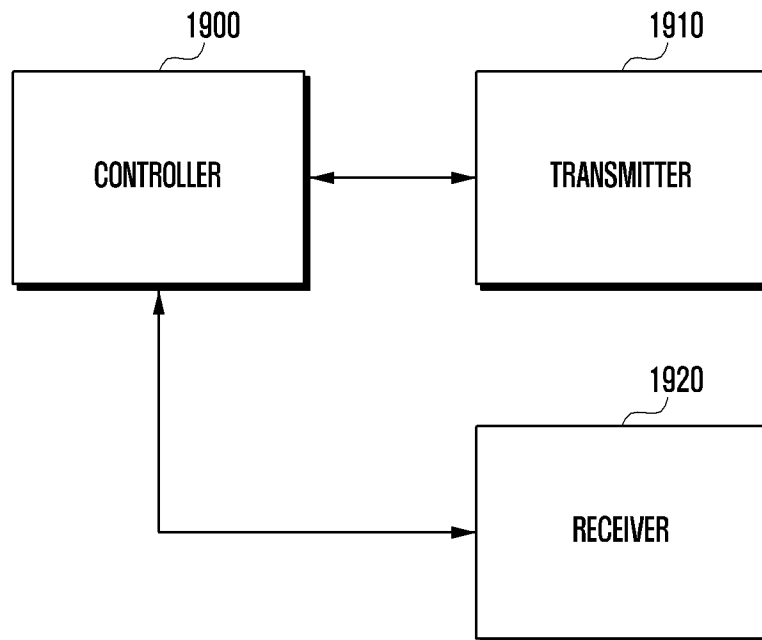 1900
1910
CONTROLLER
TRANSMITTER
1920
RECEIVER